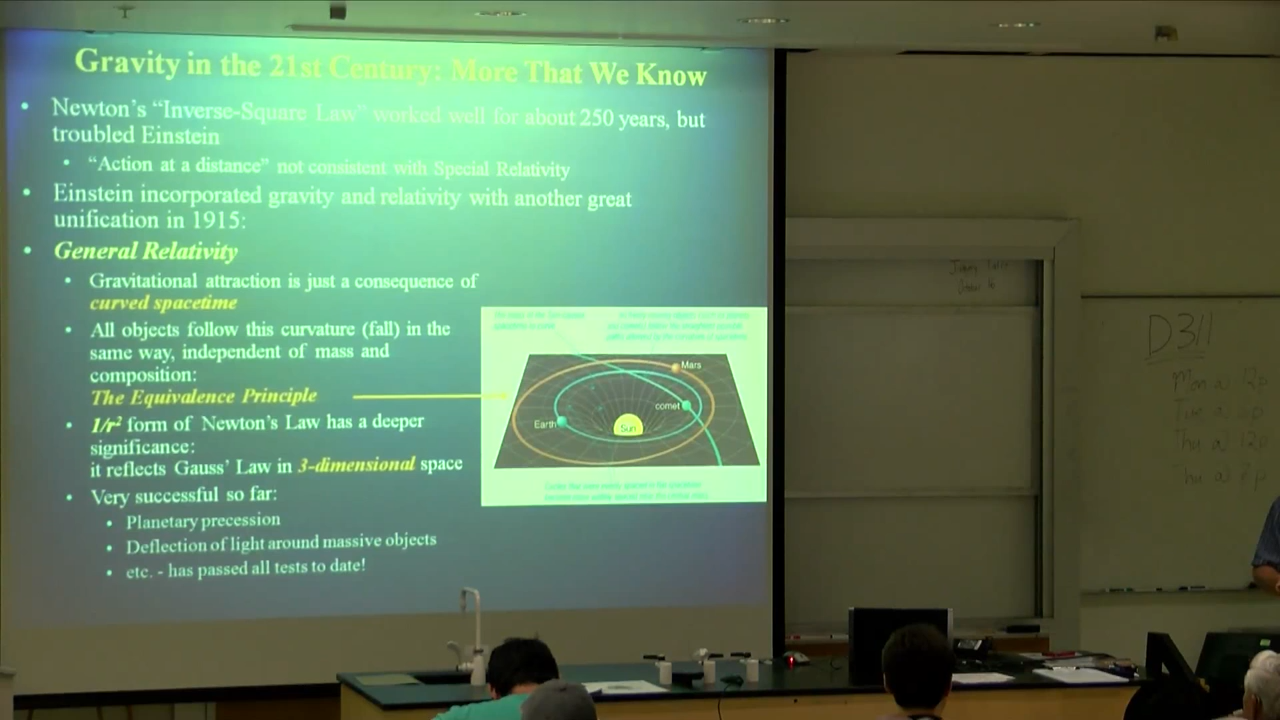 Gravity in the 21st Century: More That We Know
• Newton's “Inverse-Square Law” worked well for about 250 years, but
troubled Einstein
• “Action at a distance” not consistent with Special Relativity
• Einstein incorporated gravity and relativity with another great
unification in 1915:
• General Relativity
• Gravitational attraction is just a consequence of
curved spacetime
• All objects follow this curvature (fall) in the
same way, independent of mass and
composition:
The Equivalence Principle
• 1/r² form of Newton's Law has a deeper
significance:
it reflects Gauss' Law in 3-dimensional space
• Very successful so far:
• Planetary precession
• Deflection of light around massive objects
• etc. - has passed all tests to date!
Mars
comet
Earth
Sun
D311
Mon @ 12p
Thu @ 12p